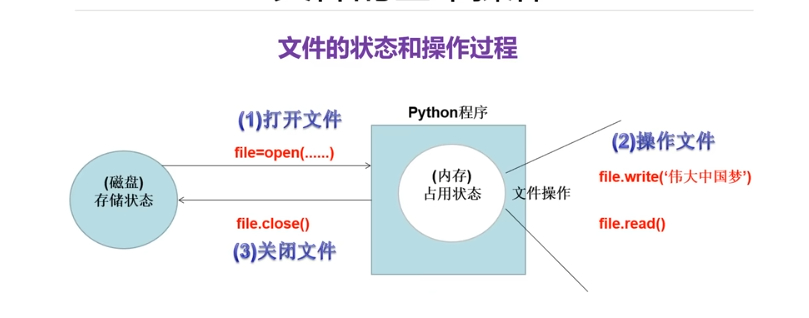 文件的状态和操作过程
(1)打开文件
file=open(......)
Python程序
(磁盘)
存储状态
(内存)
占用状态
文件操作
(2)操作文件
file.write(‘伟大中国梦’)
file.read()
file.close()
(3)关闭文件